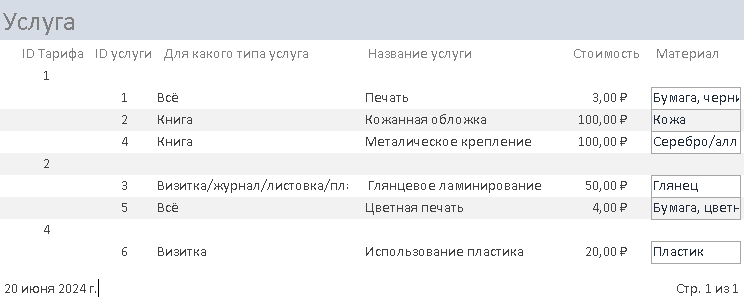 Услуга
ID Тарифа ID услуги Для какого типа услуга Название услуги Стоимость Материал
1
1 Всё Печать 3,00 ₽ Бумага, черни
2 Книга Кожанная обложка 100,00 ₽ Кожа
4 Книга Металическое крепление 100,00 ₽ Серебро/алл
2
3 Визитка/журнал/листовка/пла Глянцевое ламинирование 50,00 ₽ Глянец
5 Всё Цветная печать 4,00 ₽ Бумага, цветн
4
6 Визитка Использование пластика 20,00 ₽ Пластик
20 июня 2024 г. Стр. 1 из 1